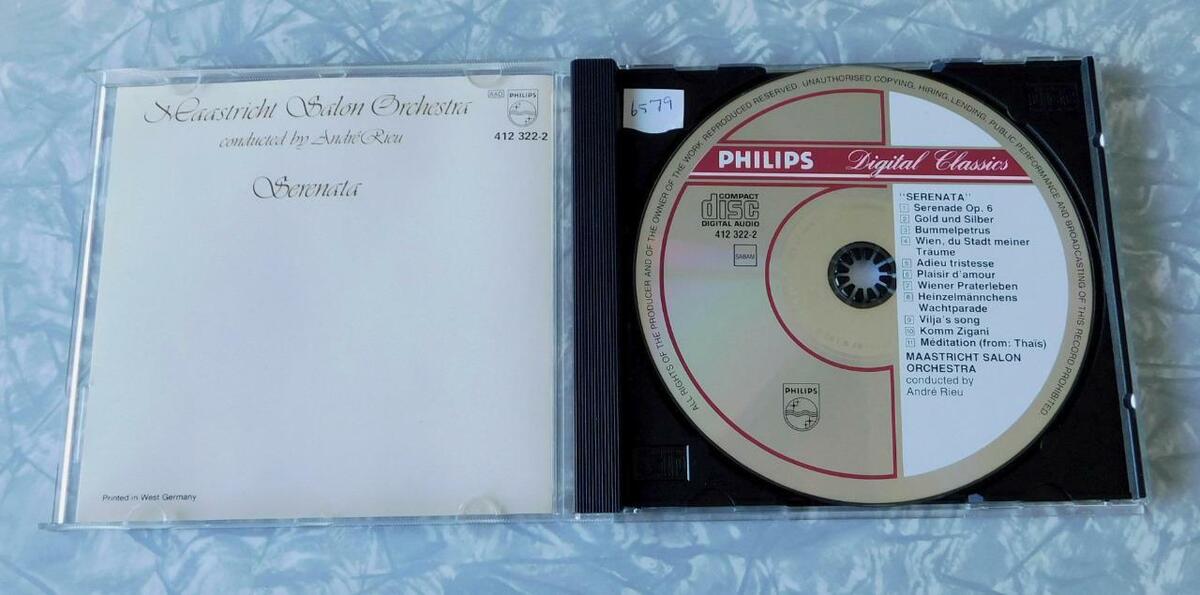 Maastricht Salon Orchestra
conducted by André Rieu
Serenata
AAD
PHILIPS
412 322-2
Printed in West Germany
6579
ALL RIGHTS OF THE PRODUCER AND OF THE OWNER OF THE WORK REPRODUCED RESERVED. UNAUTHORISED COPYING, HIRING, LENDING, PUBLIC PERFORMANCE AND BROADCASTING OF THIS RECORD PROHIBITED.
PHILIPS Digital Classics
COMPACT
disc
DIGITAL AUDIO
412 322-2
SABAM
PHILIPS
"SERENATA"
1 Serenade Op. 6
2 Gold und Silber
3 Bummelpetrus
4 Wien, du Stadt meiner
Träume
5 Adieu tristesse
6 Plaisir d'amour
7 Wiener Praterleben
8 Heinzelmännchens
Wachtparade
9 Vilja's song
10 Komm Zigani
11 Méditation (from: Thaïs)
MAASTRICHT SALON
ORCHESTRA
conducted by
André Rieu